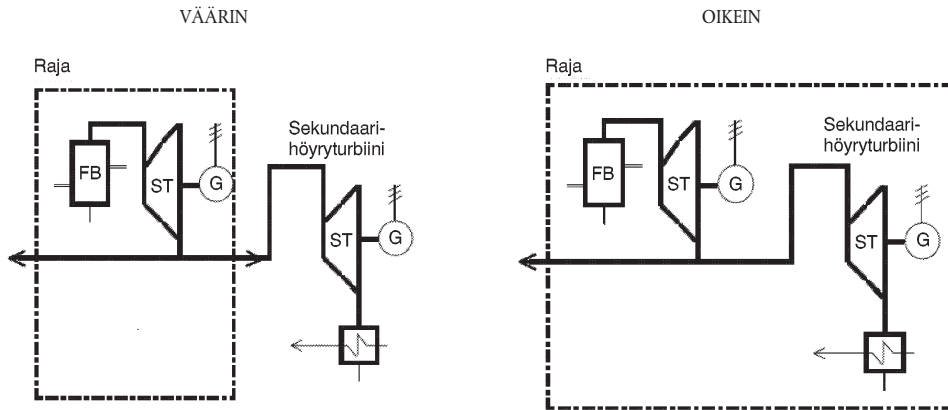 VÄÄRIN
OIKEIN
Raja
FB
ST
G
Sekundaari-
höyryturbiini
ST
G
Raja
FB
ST
G
Sekundaari-
höyryturbiini
ST
G